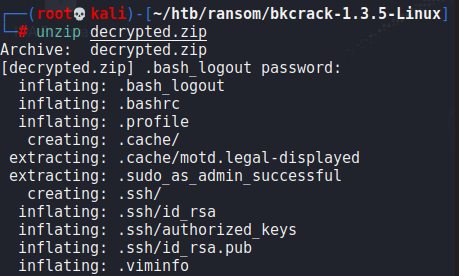 ┌──(root💀kali)-[~/htb/ransom/bkcrack-1.3.5-Linux]
└─# unzip decrypted.zip
Archive:  decrypted.zip
[decrypted.zip] .bash_logout password:
  inflating: .bash_logout
  inflating: .bashrc
  inflating: .profile
   creating: .cache/
 extracting: .cache/motd.legal-displayed
 extracting: .sudo_as_admin_successful
   creating: .ssh/
  inflating: .ssh/id_rsa
  inflating: .ssh/authorized_keys
  inflating: .ssh/id_rsa.pub
  inflating: .viminfo